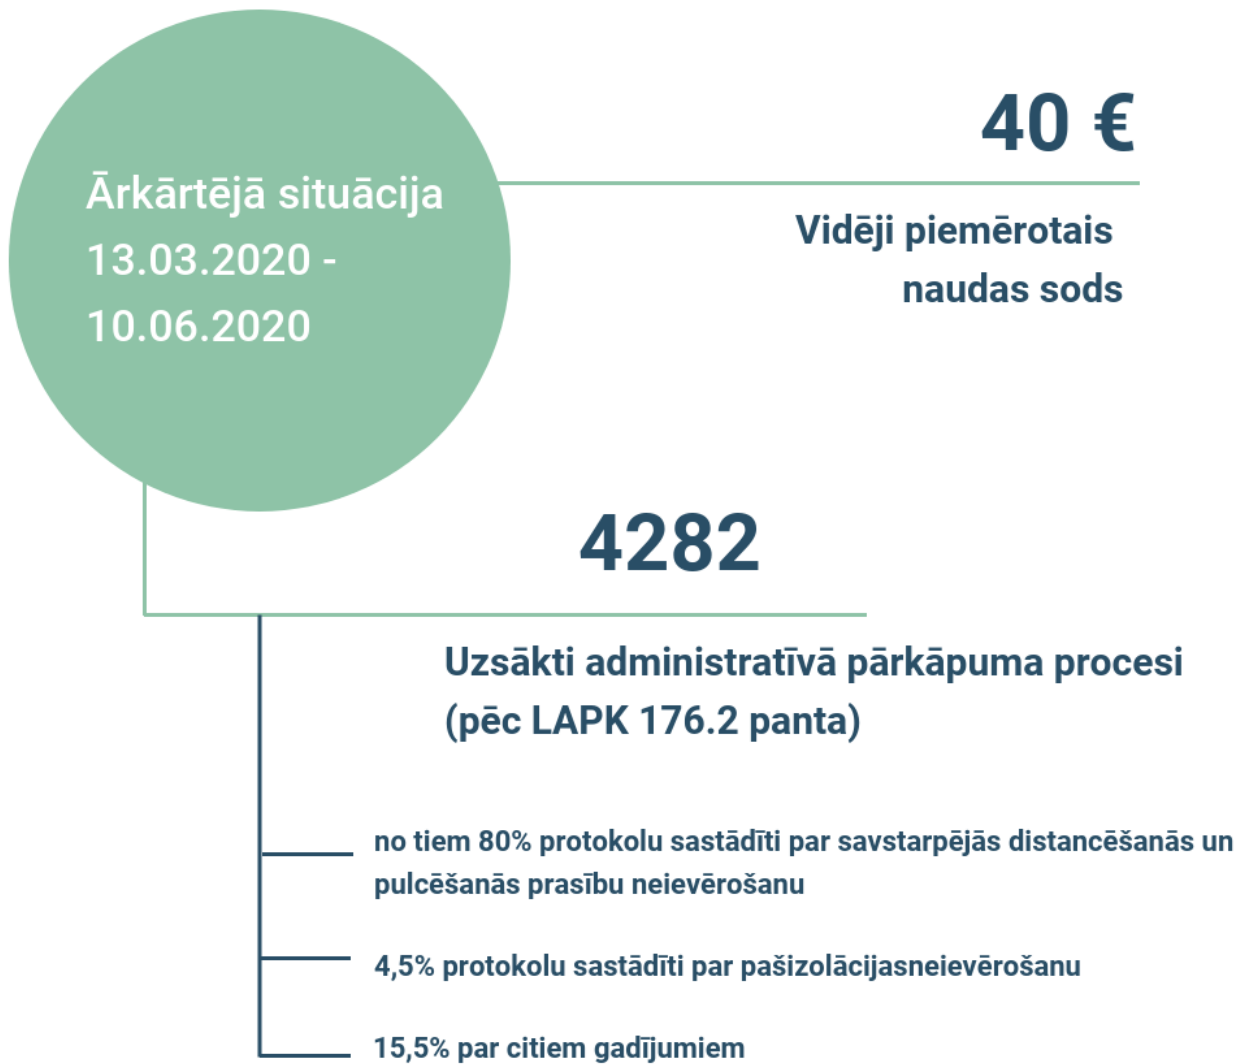 Ārkārtējā situācija
13.03.2020 -
10.06.2020
40 €
Vidēji piemērotais
naudas sods
4282
Uzsākti administratīvā pārkāpuma procesi
(pēc LAPK 176.2 panta)
no tiem 80% protokolu sastādīti par savstarpējās distancēšanās un
pulcēšanās prasību neievērošanu
4,5% protokolu sastādīti par pašizolācijasneievērošanu
15,5% par citiem gadījumiem